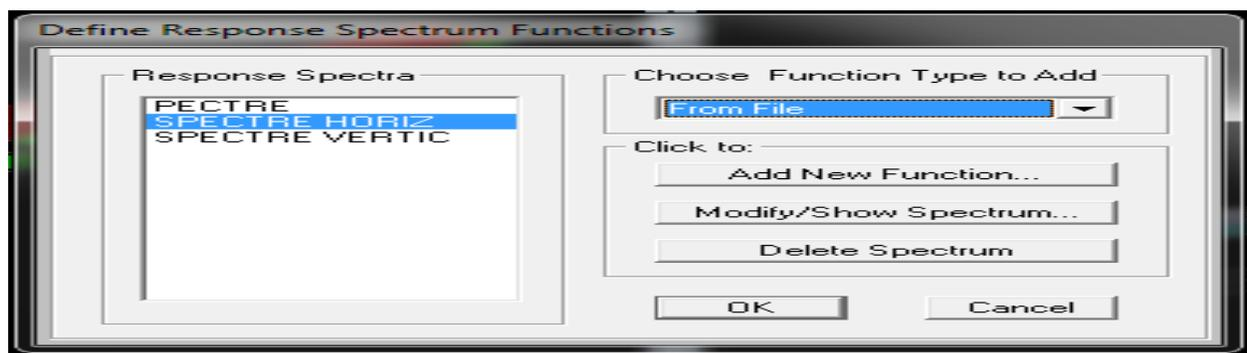 Define Response Spectrum Functions
Response Spectra
PECTRE
SPECTRE HORIZ
SPECTRE VERTIC
Choose Function Type to Add
From File
Click to:
Add New Function...
Modify/Show Spectrum...
Delete Spectrum
OK
Cancel